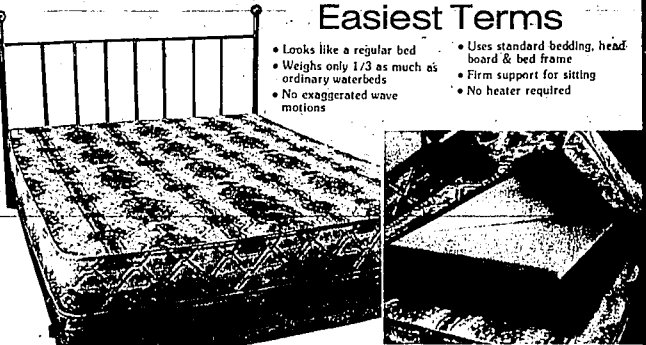 Easiest Terms
• Looks like a regular bed
• Weighs only 1/3 as much as
ordinary waterbeds
• No exaggerated wave
motions
• Uses standard bedding, head-
board & bed frame
• Firm support for sitting
• No heater required